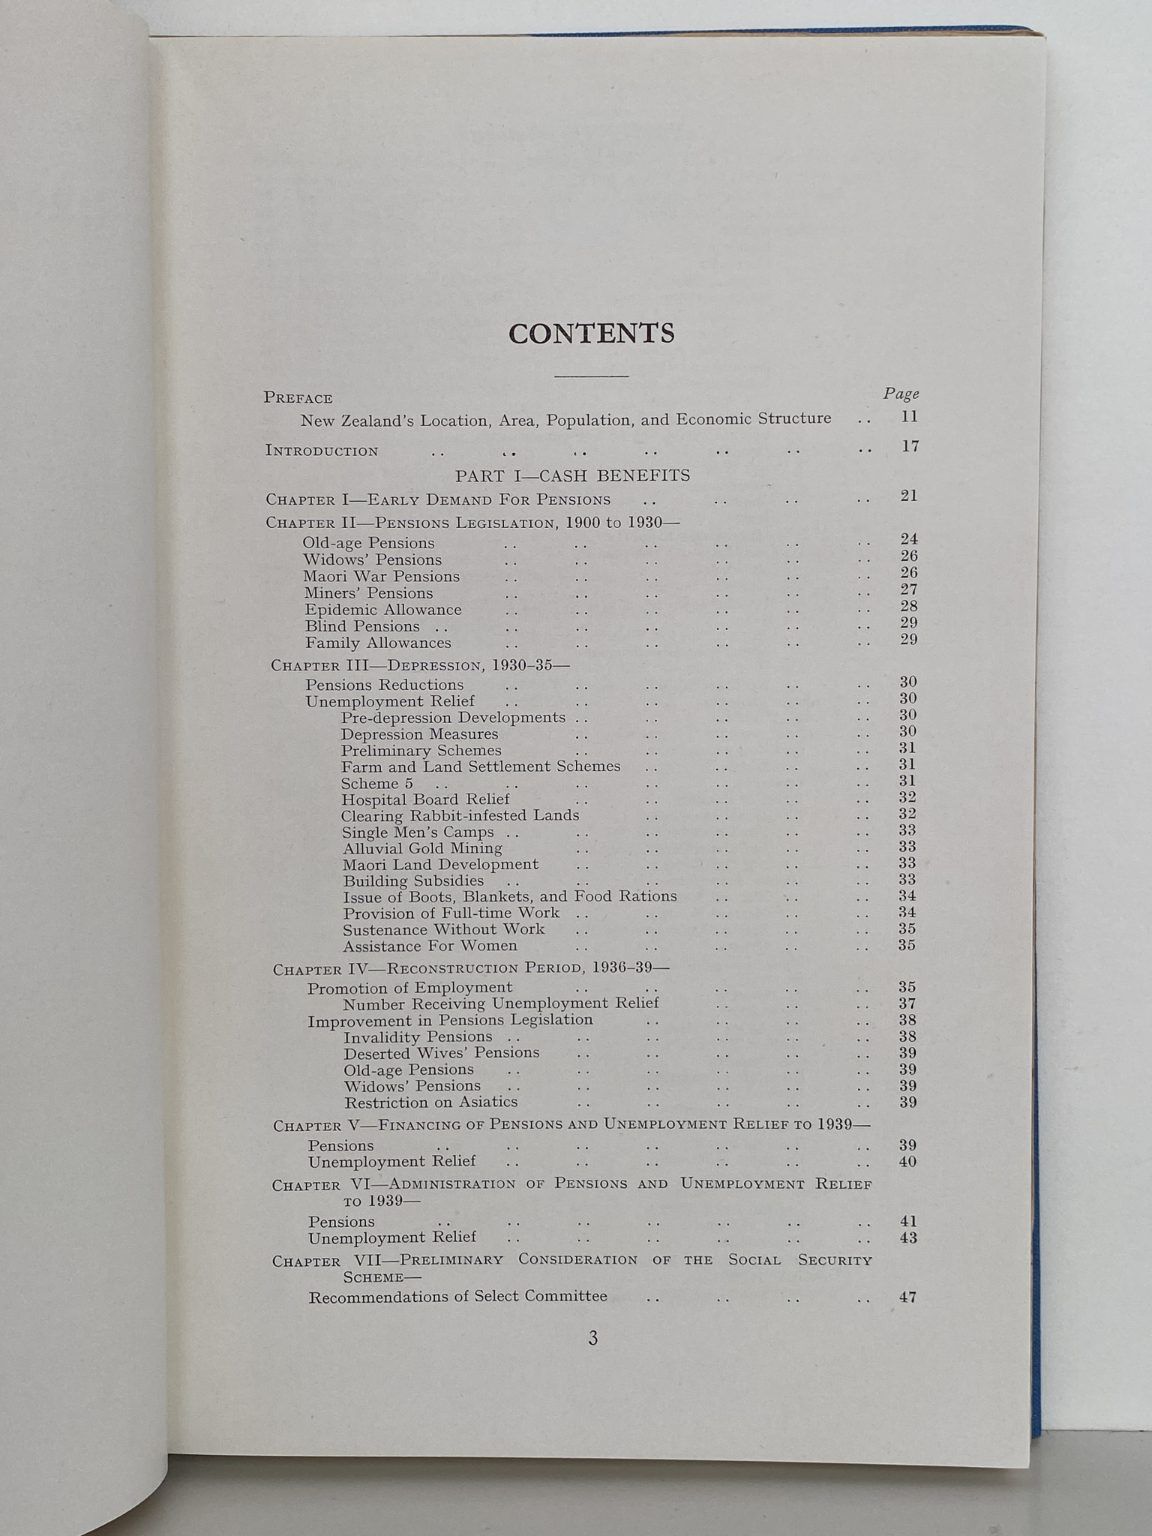 CONTENTS
PREFACE Page
New Zealand's Location, Area, Population, and Economic Structure .. 11
INTRODUCTION .. .. .. .. .. .. .. 17
PART I—CASH BENEFITS
CHAPTER I—EARLY DEMAND FOR PENSIONS .. .. .. .. 21
CHAPTER II—PENSIONS LEGISLATION, 1900 to 1930—
Old-age Pensions .. .. .. .. .. .. 24
Widows' Pensions .. .. .. .. .. .. 26
Maori War Pensions .. .. .. .. .. .. 26
Miners' Pensions .. .. .. .. .. .. 27
Epidemic Allowance .. .. .. .. .. .. 28
Blind Pensions .. .. .. .. .. .. .. 29
Family Allowances .. .. .. .. .. .. 29
CHAPTER III—DEPRESSION, 1930–35—
Pensions Reductions .. .. .. .. .. .. 30
Unemployment Relief .. .. .. .. .. .. 30
Pre-depression Developments .. .. .. .. .. 30
Depression Measures .. .. .. .. .. 30
Preliminary Schemes .. .. .. .. .. 31
Farm and Land Settlement Schemes .. .. .. .. 31
Scheme 5 .. .. .. .. .. .. .. 31
Hospital Board Relief .. .. .. .. .. 32
Clearing Rabbit-infested Lands .. .. .. .. 32
Single Men's Camps .. .. .. .. .. .. 33
Alluvial Gold Mining .. .. .. .. .. 33
Maori Land Development .. .. .. .. .. 33
Building Subsidies .. .. .. .. .. .. 33
Issue of Boots, Blankets, and Food Rations .. .. .. 34
Provision of Full-time Work .. .. .. .. .. 34
Sustenance Without Work .. .. .. .. .. 35
Assistance For Women .. .. .. .. .. 35
CHAPTER IV—RECONSTRUCTION PERIOD, 1936–39—
Promotion of Employment .. .. .. .. .. 35
Number Receiving Unemployment Relief .. .. .. 37
Improvement in Pensions Legislation .. .. .. .. 38
Invalidity Pensions .. .. .. .. .. .. 38
Deserted Wives' Pensions .. .. .. .. .. 39
Old-age Pensions .. .. .. .. .. .. 39
Widows' Pensions .. .. .. .. .. .. 39
Restriction on Asiatics .. .. .. .. .. 39
CHAPTER V—FINANCING OF PENSIONS AND UNEMPLOYMENT RELIEF TO 1939—
Pensions .. .. .. .. .. .. .. 39
Unemployment Relief .. .. .. .. .. .. 40
CHAPTER VI—ADMINISTRATION OF PENSIONS AND UNEMPLOYMENT RELIEF
TO 1939—
Pensions .. .. .. .. .. .. .. 41
Unemployment Relief .. .. .. .. .. .. 43
CHAPTER VII—PRELIMINARY CONSIDERATION OF THE SOCIAL SECURITY
SCHEME—
Recommendations of Select Committee .. .. .. .. 47
3